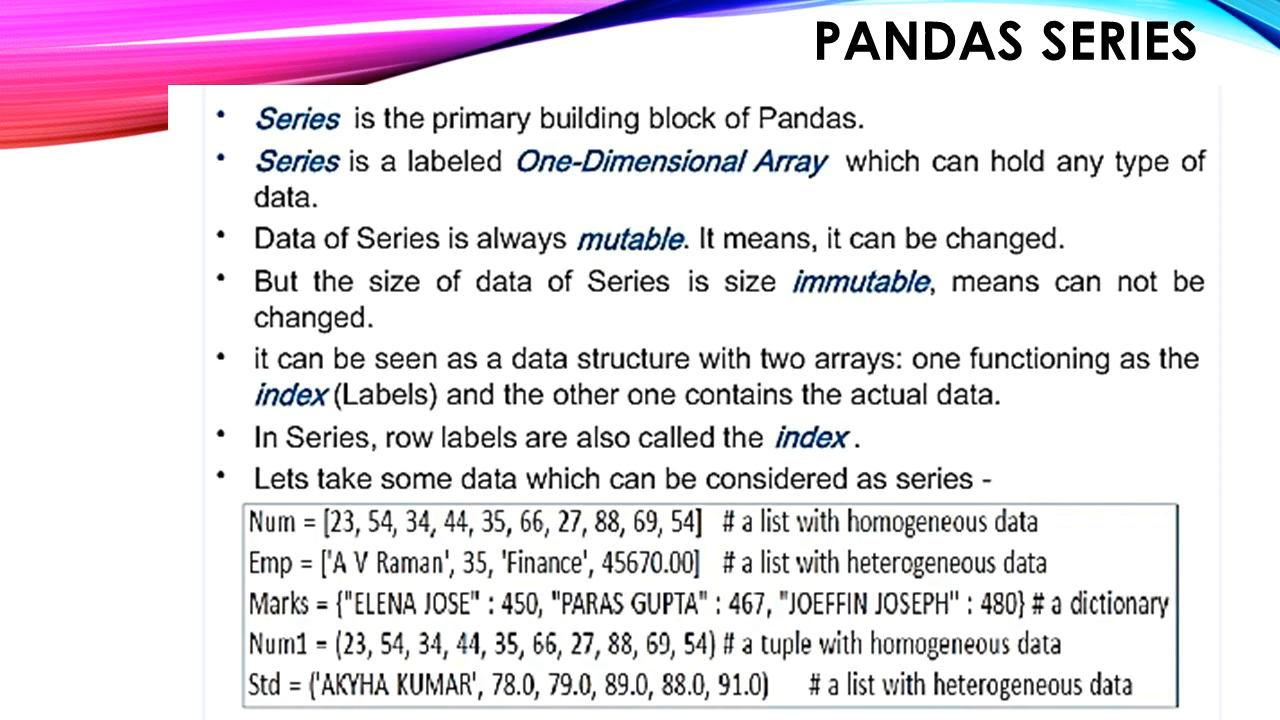 PANDAS SERIES
• Series is the primary building block of Pandas.
• Series is a labeled One-Dimensional Array which can hold any type of
data.
• Data of Series is always mutable. It means, it can be changed.
• But the size of data of Series is size immutable, means can not be
changed.
• it can be seen as a data structure with two arrays: one functioning as the
index (Labels) and the other one contains the actual data.
• In Series, row labels are also called the index .
• Lets take some data which can be considered as series -
Num = [23, 54, 34, 44, 35, 66, 27, 88, 69, 54] # a list with homogeneous data
Emp = ['A V Raman', 35, 'Finance', 45670.00] # a list with heterogeneous data
Marks = {"ELENA JOSE" : 450, "PARAS GUPTA" : 467, "JOEFFIN JOSEPH" : 480} # a dictionary
Num1 = (23, 54, 34, 44, 35, 66, 27, 88, 69, 54) # a tuple with homogeneous data
Std = ('AKYHA KUMAR', 78.0, 79.0, 89.0, 88.0, 91.0) # a list with heterogeneous data